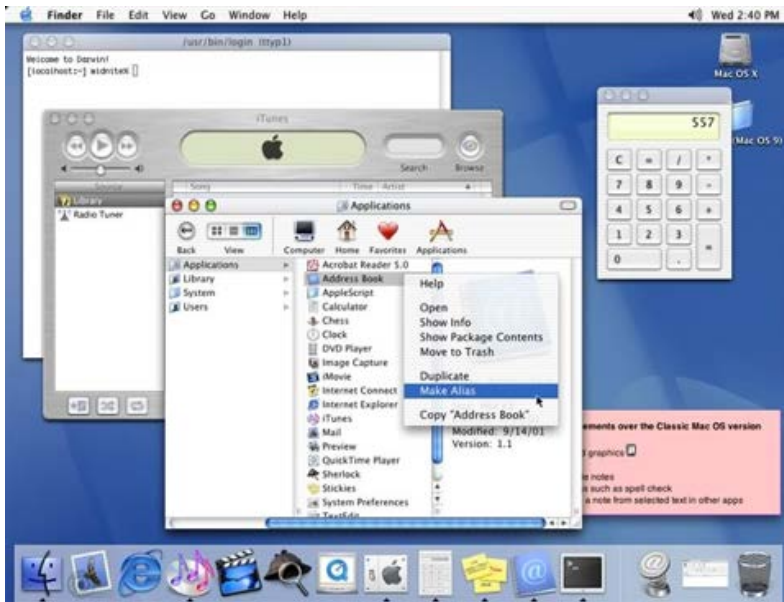 Finder File Edit View Go Window Help
Wed 2:40 PM
/usr/bin/login (ttyp1)
Welcome to Darwin!
[localhost:~]
Mac OS X
(Mac OS 9)
557
C = / *
7 8 9 -
4 5 6 +
1 2 3
0 . =
iTunes
Search
Browse
Source
Song Time Artist
Library
Radio Tuner
Applications
Back View Computer Home Favorites Applications
Applications
Library
System
Users
Acrobat Reader 5.0
Address Book
AppleScript
Calculator
Chess
Clock
DVD Player
Image Capture
iMovie
Internet Connect
Internet Explorer
iTunes
Mail
Preview
QuickTime Player
Sherlock
Stickies
System Preferences
TextEdit
Help
Open
Show Info
Show Package Contents
Move to Trash
Duplicate
Make Alias
Copy "Address Book"
Modified: 9/14/01
Version: 1.1
ements over the Classic Mac OS version
d graphics
e notes
s such as spell check
a note from selected text in other apps